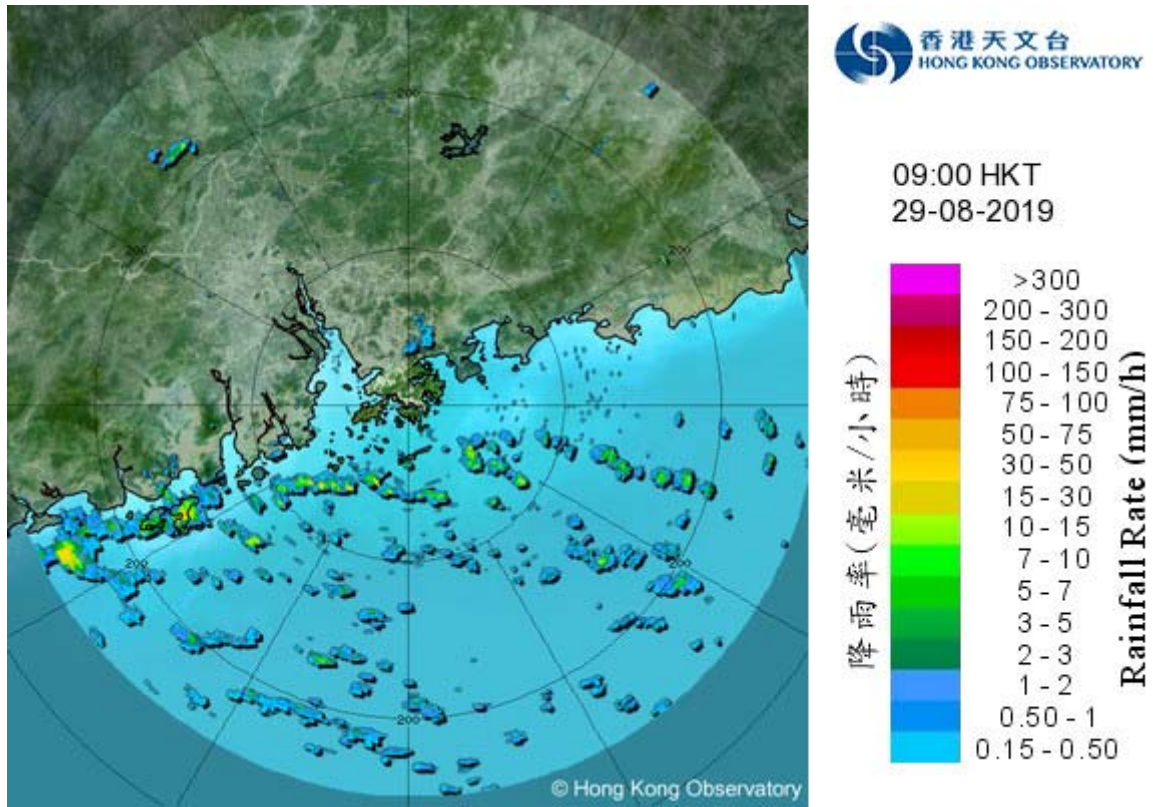 香港天文台
HONG KONG OBSERVATORY
09:00 HKT
29-08-2019
>300
200 - 300
150 - 200
100 - 150
75 - 100
50 - 75
30 - 50
15 - 30
10 - 15
7 - 10
5 - 7
3 - 5
2 - 3
1 - 2
0.50 - 1
0.15 - 0.50
降雨率(毫米/小時)
Rainfall Rate (mm/h)
200
200
200
200
200
200
© Hong Kong Observatory